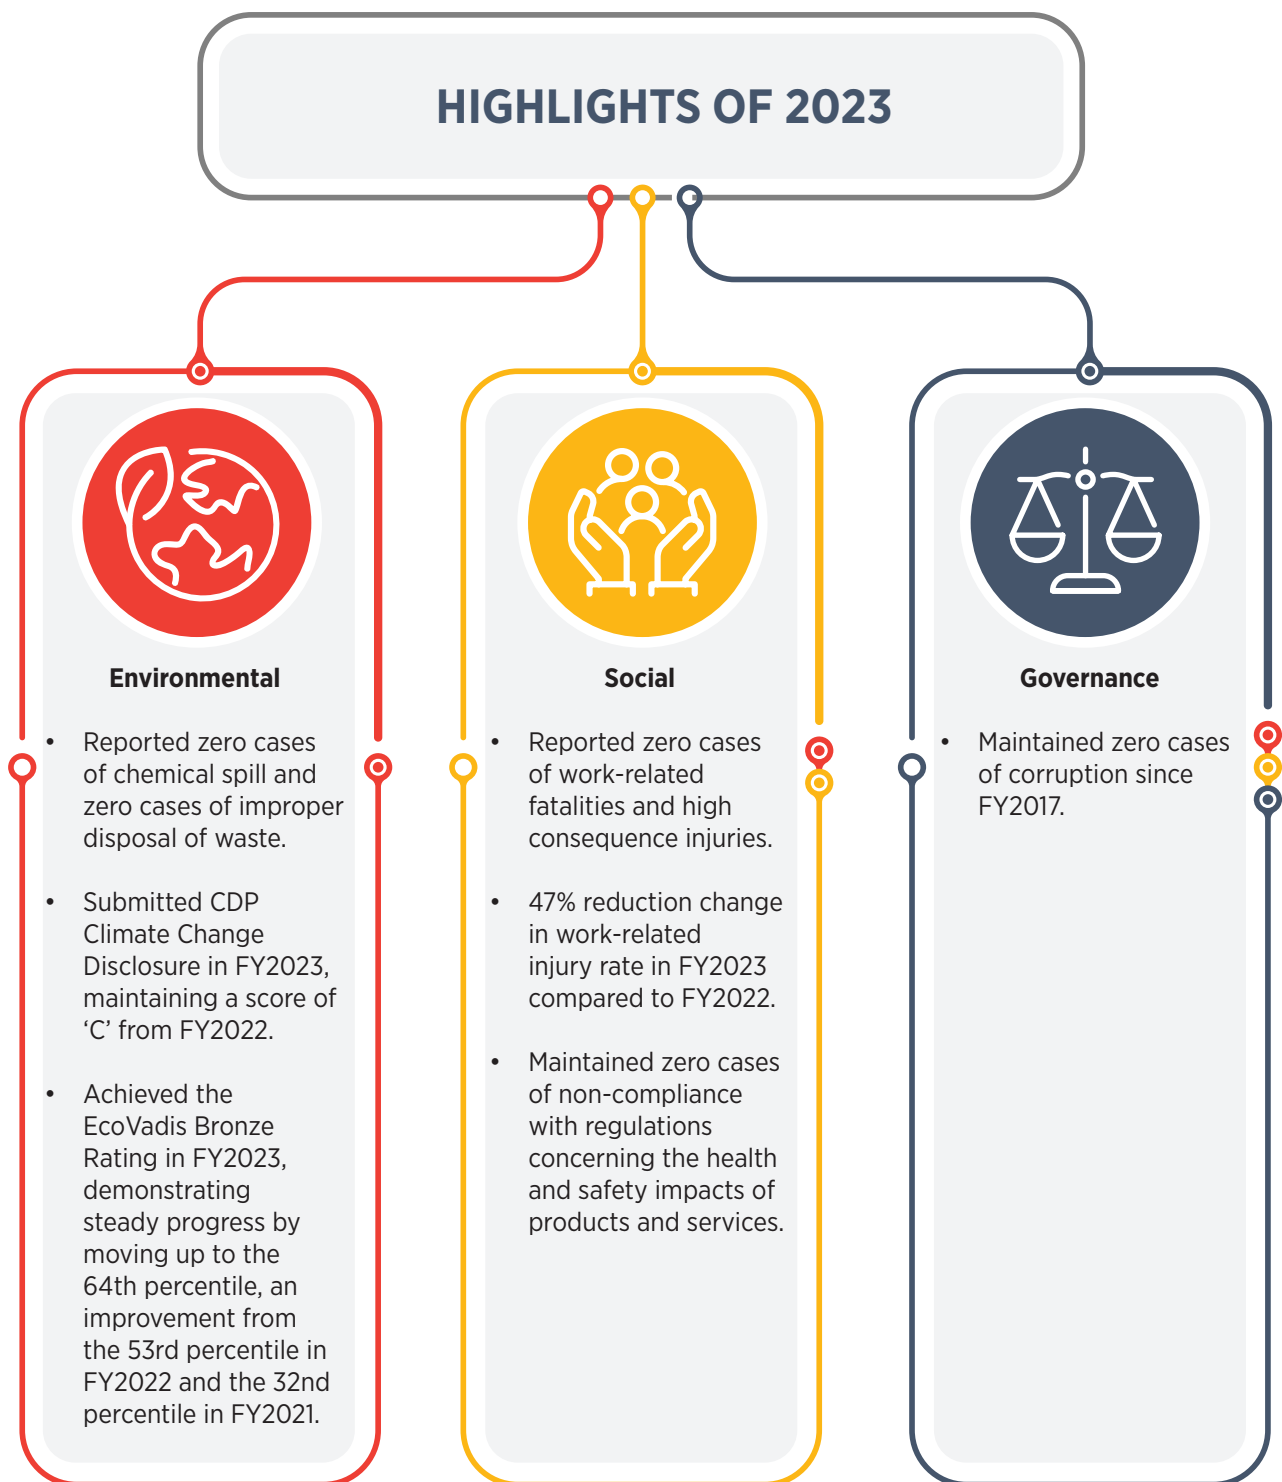 HIGHLIGHTS OF 2023
Environmental
• Reported zero cases
of chemical spill and
zero cases of improper
disposal of waste.
• Submitted CDP
Climate Change
Disclosure in FY2023,
maintaining a score of
‘C’ from FY2022.
• Achieved the
EcoVadis Bronze
Rating in FY2023,
demonstrating
steady progress by
moving up to the
64th percentile, an
improvement from
the 53rd percentile in
FY2022 and the 32nd
percentile in FY2021.
Social
• Reported zero cases
of work-related
fatalities and high
consequence injuries.
• 47% reduction change
in work-related
injury rate in FY2023
compared to FY2022.
• Maintained zero cases
of non-compliance
with regulations
concerning the health
and safety impacts of
products and services.
Governance
• Maintained zero cases
of corruption since
FY2017.